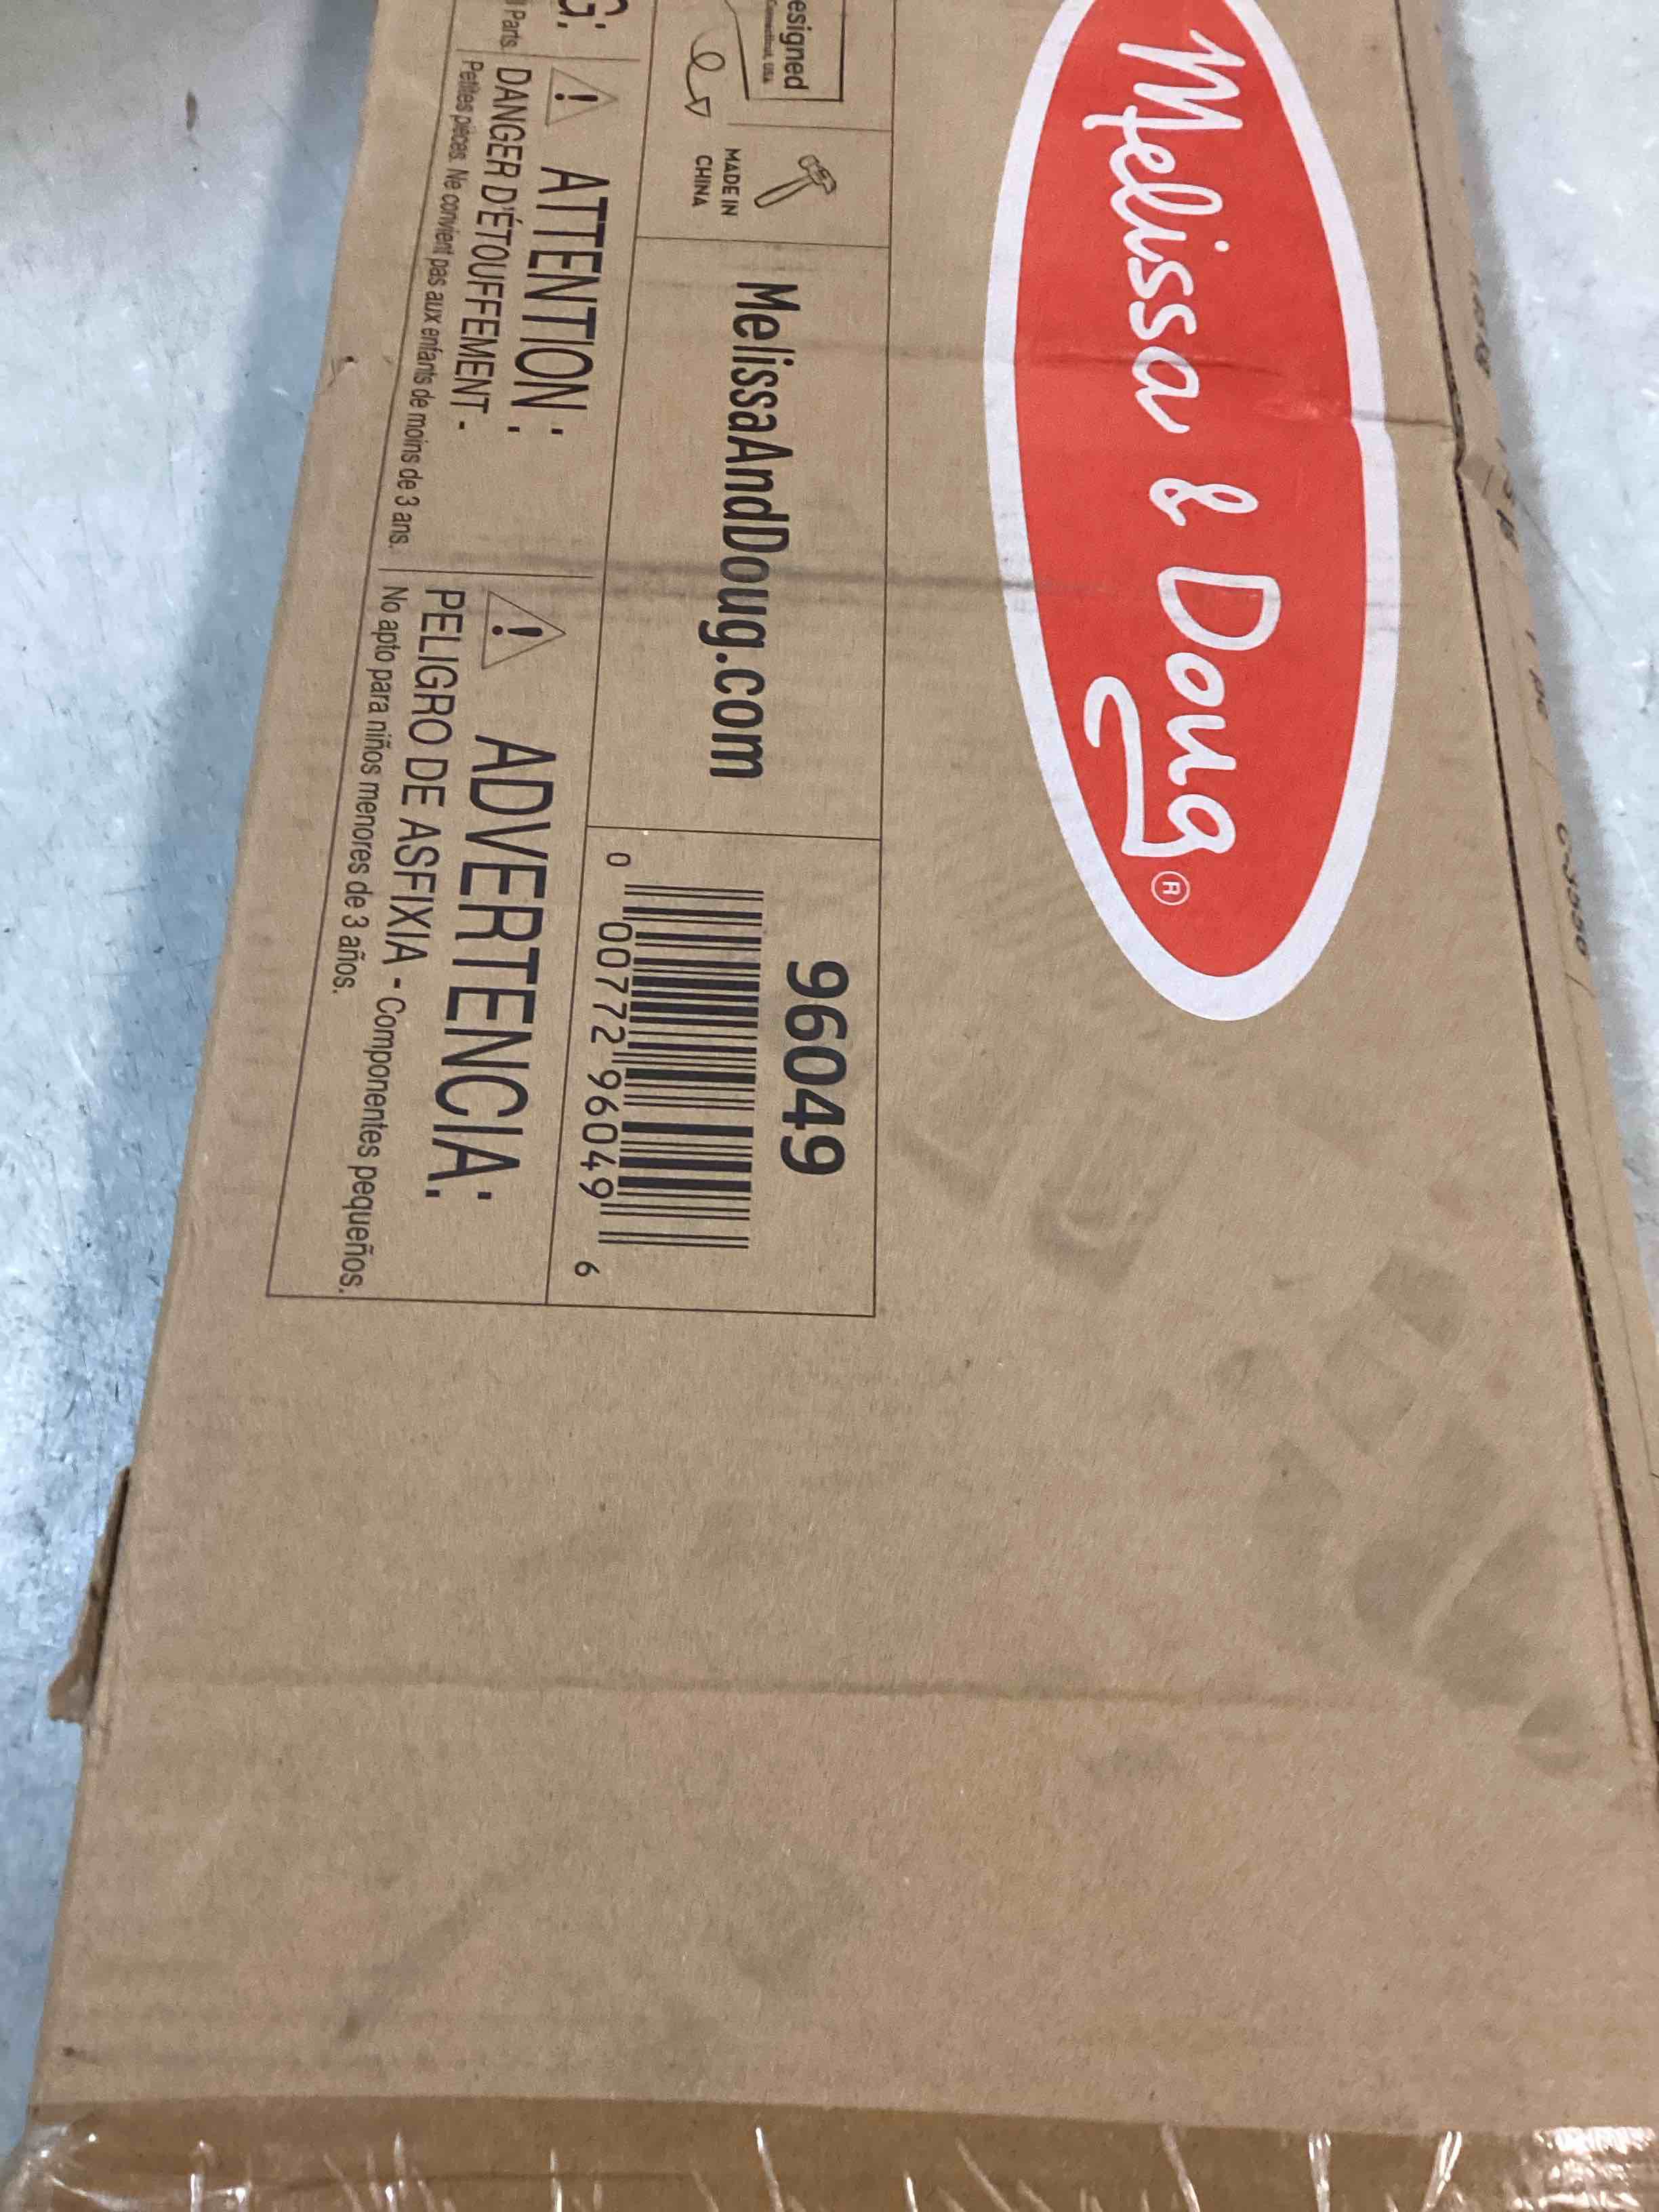 Melissa & Doug®
esigned
MADE IN
CHINA
MelissaAndDoug.com
96049
0 00772 96049 6
G:
Parts.
ATTENTION :
DANGER D'ÉTOUFFEMENT -
Petites pièces. Ne convient pas aux enfants de moins de 3 ans.
ADVERTENCIA:
PELIGRO DE ASFIXIA - Componentes pequeños.
No apto para niños menores de 3 años.